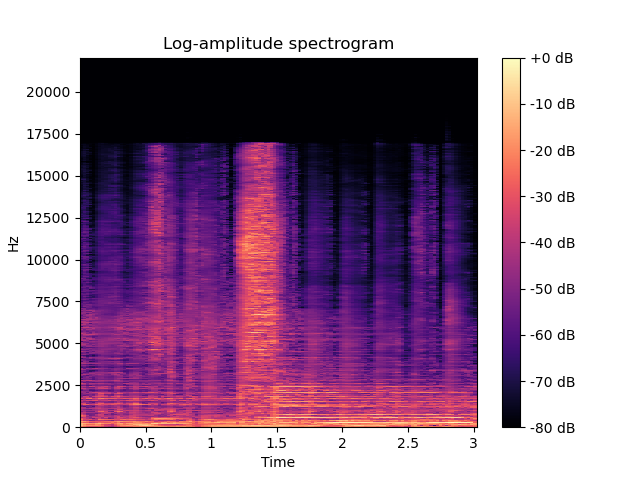 Log-amplitude spectrogram
Hz
20000
17500
15000
12500
10000
7500
5000
2500
0
0 0.5 1 1.5 2 2.5 3
Time
+0 dB
-10 dB
-20 dB
-30 dB
-40 dB
-50 dB
-60 dB
-70 dB
-80 dB